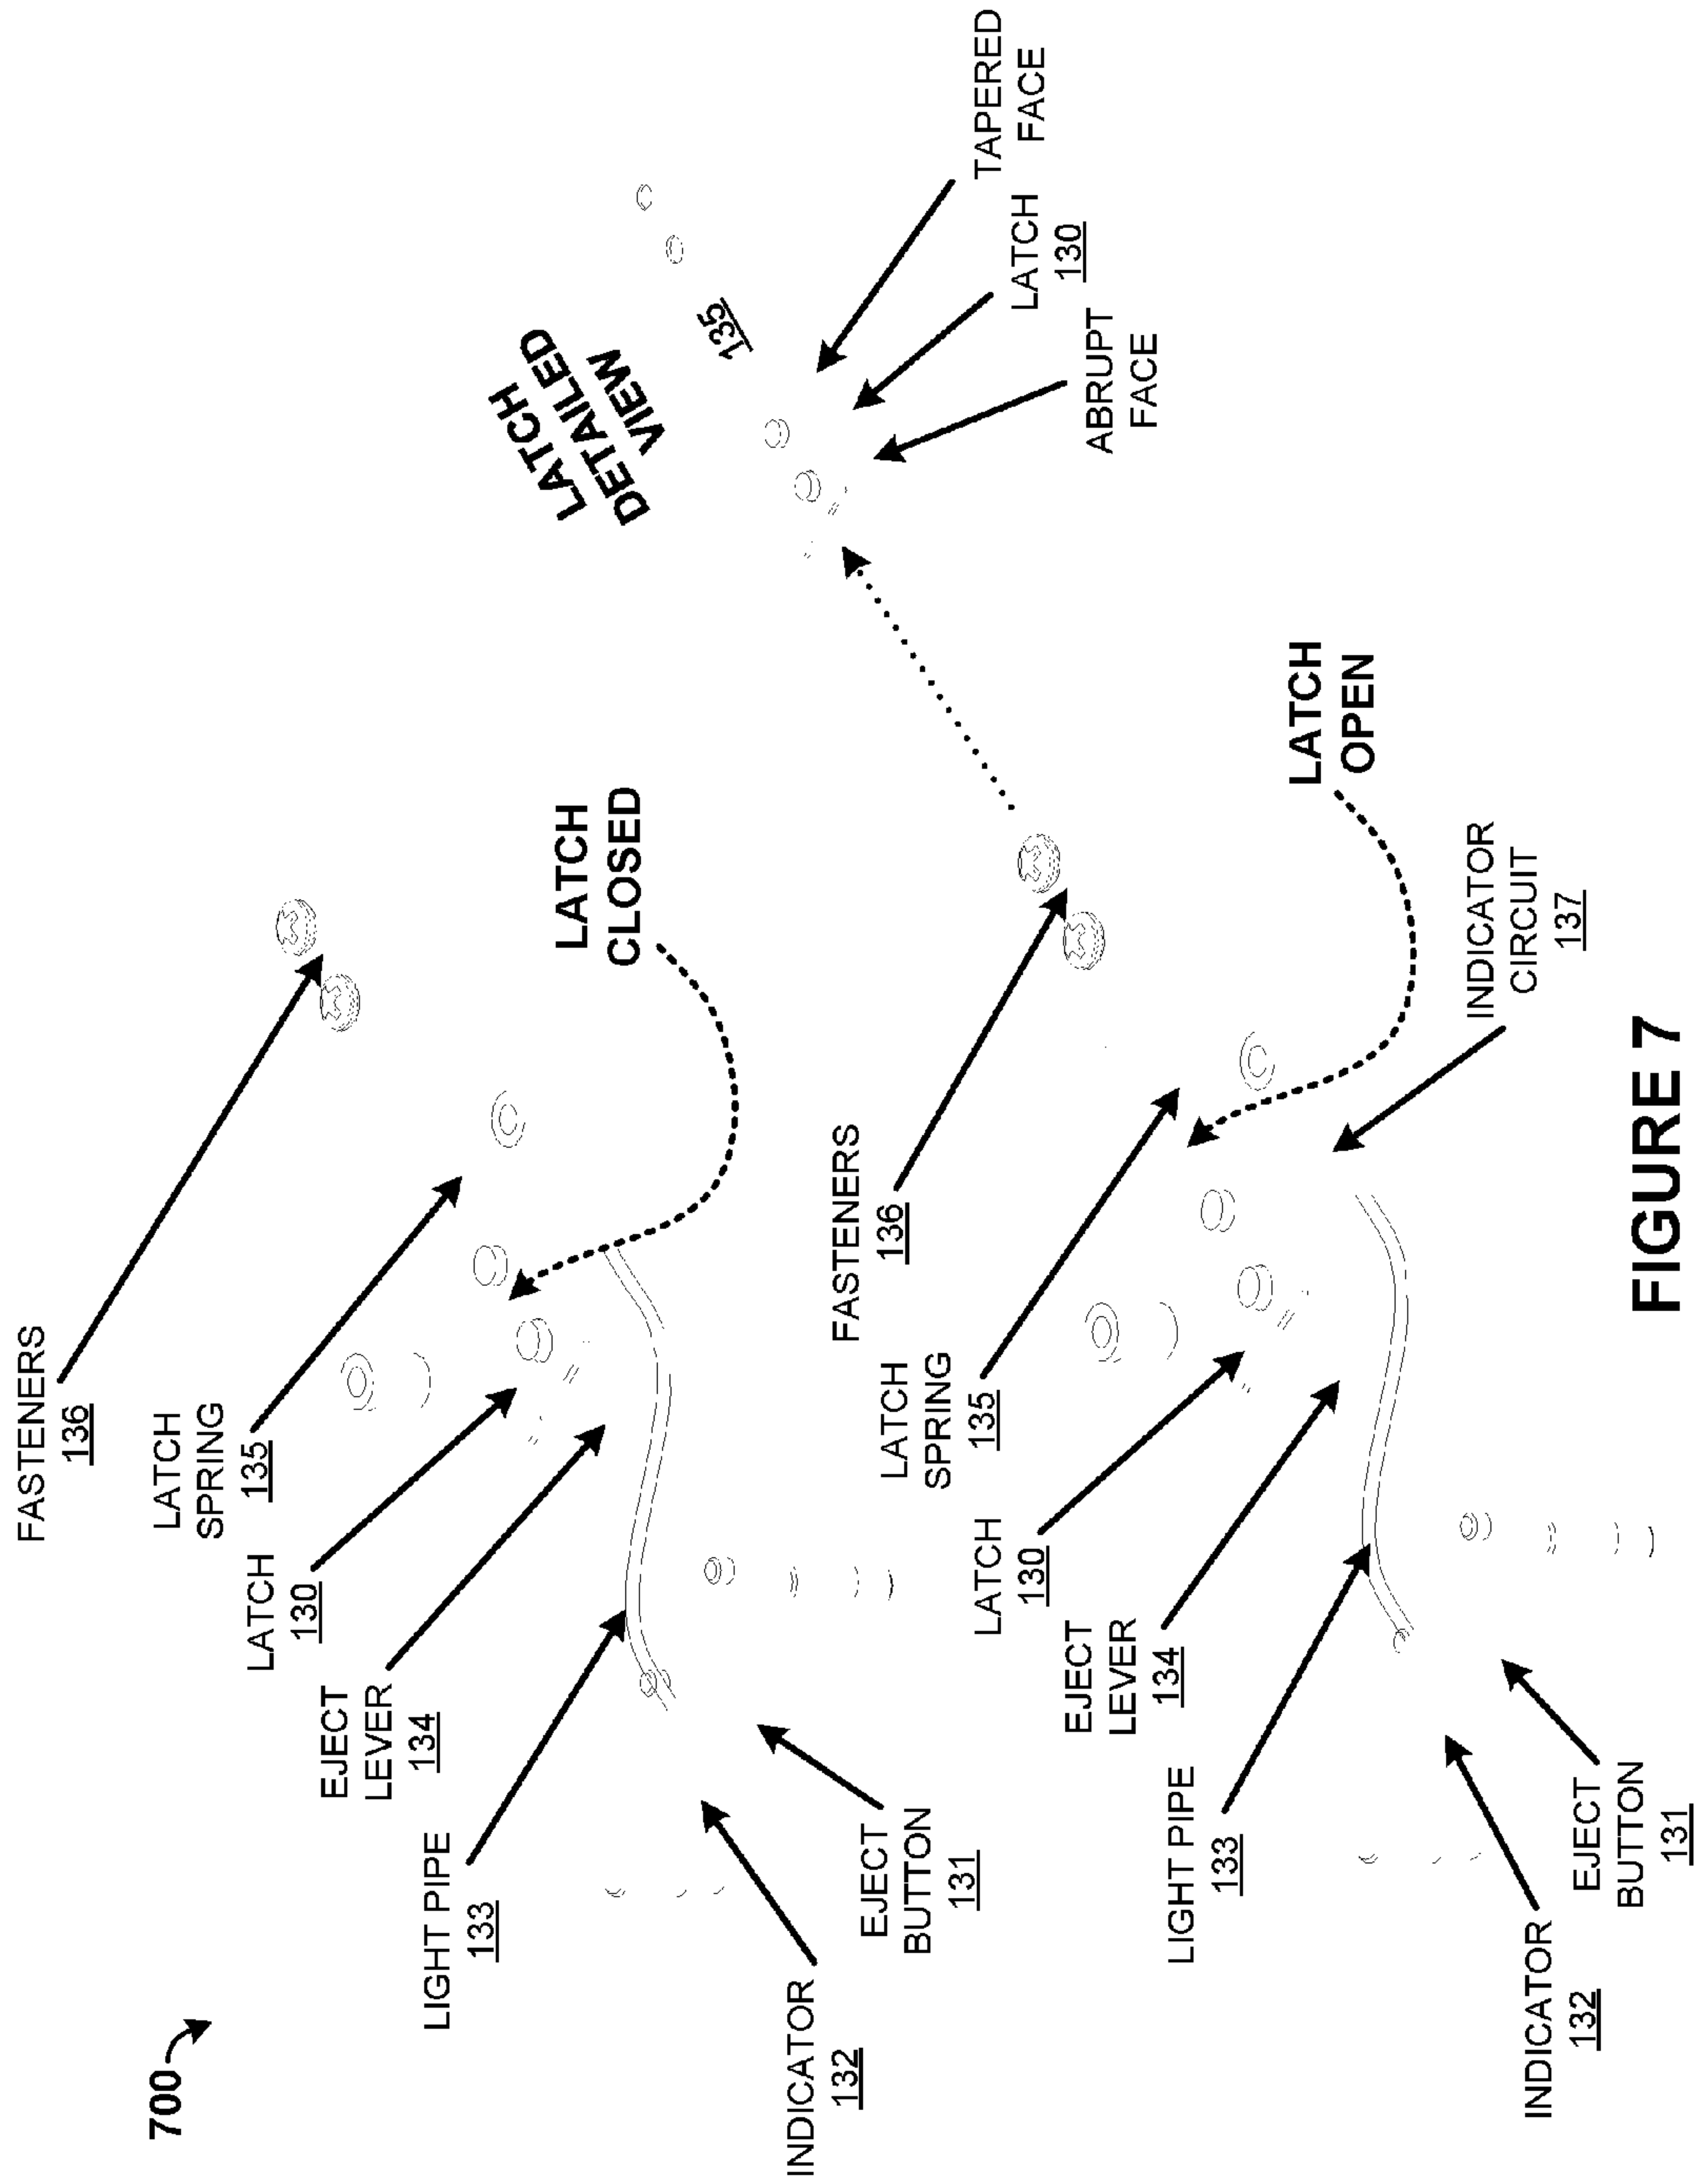 700
FASTENERS
136
LATCH
SPRING
135
LATCH
130
EJECT
LEVER
134
LIGHT PIPE
133
INDICATOR
132
EJECT
BUTTON
131
LATCH
CLOSED
LATCH
DETAILED
VIEW
135
TAPERED
FACE
LATCH
130
ABRUPT
FACE
FASTENERS
136
LATCH
SPRING
135
LATCH
130
EJECT
LEVER
134
LIGHT PIPE
133
INDICATOR
132
EJECT
BUTTON
131
LATCH
OPEN
INDICATOR
CIRCUIT
137
FIGURE 7